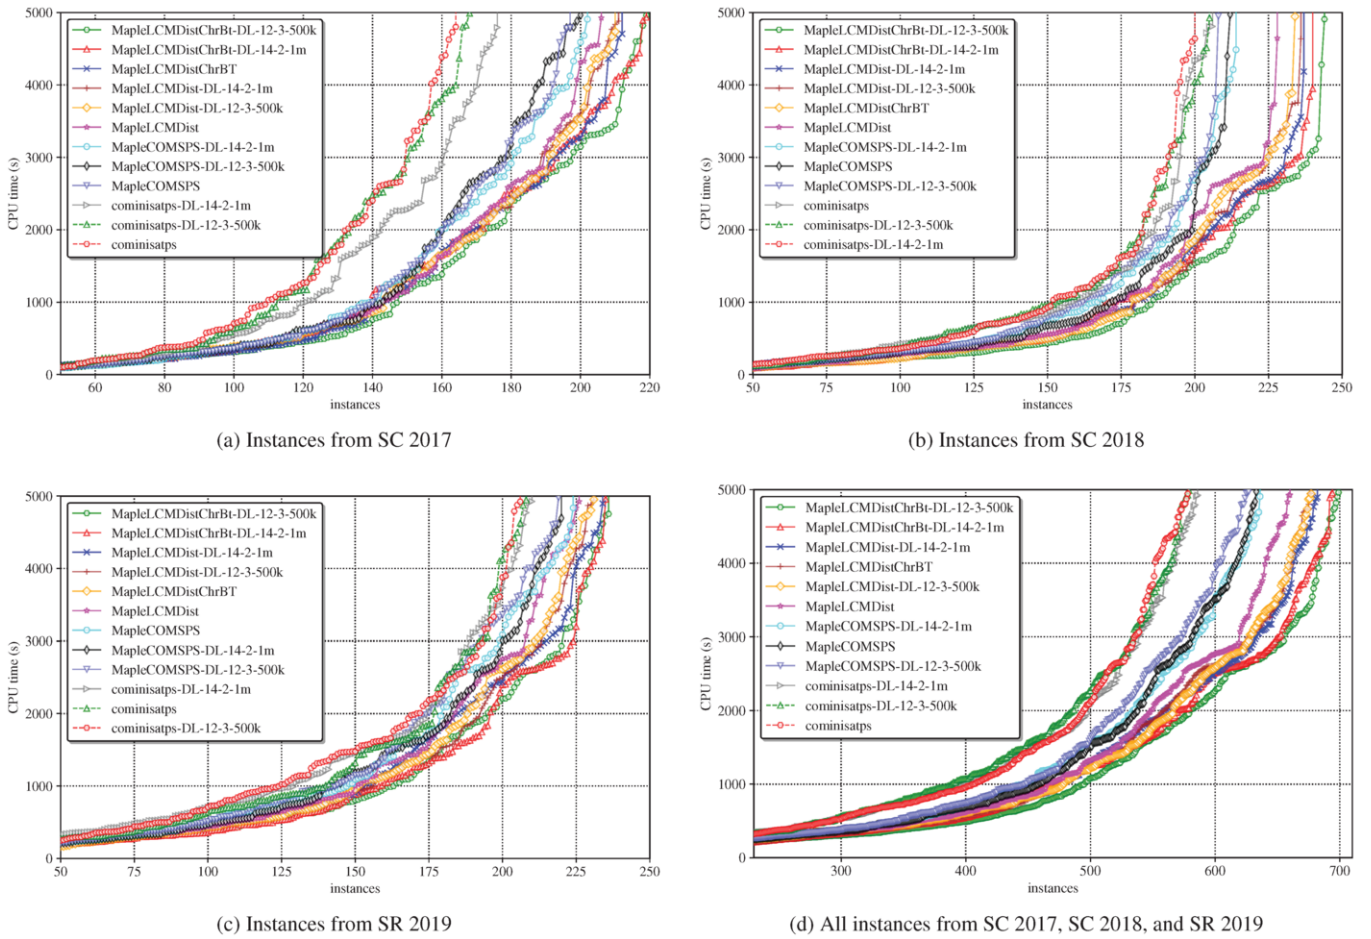 5000
4000
3000
2000
1000
0
CPU time (s)
MapleLCMDistChrBt-DL-12-3-500k
MapleLCMDistChrBt-DL-14-2-1m
MapleLCMDistChrBT
MapleLCMDist-DL-14-2-1m
MapleLCMDist-DL-12-3-500k
MapleLCMDist
MapleCOMSPS-DL-14-2-1m
MapleCOMSPS-DL-12-3-500k
MapleCOMSPS
cominisatps-DL-14-2-1m
cominisatps-DL-12-3-500k
cominisatps
60 80 100 120 140 160 180 200 220
instances
(a) Instances from SC 2017
5000
4000
3000
2000
1000
0
CPU time (s)
MapleLCMDistChrBt-DL-12-3-500k
MapleLCMDistChrBt-DL-14-2-1m
MapleLCMDist-DL-14-2-1m
MapleLCMDist-DL-12-3-500k
MapleLCMDistChrBT
MapleLCMDist
MapleCOMSPS-DL-14-2-1m
MapleCOMSPS
MapleCOMSPS-DL-12-3-500k
cominisatps
cominisatps-DL-12-3-500k
cominisatps-DL-14-2-1m
50 75 100 125 150 175 200 225 250
instances
(b) Instances from SC 2018
5000
4000
3000
2000
1000
0
CPU time (s)
MapleLCMDistChrBt-DL-12-3-500k
MapleLCMDistChrBt-DL-14-2-1m
MapleLCMDist-DL-14-2-1m
MapleLCMDist-DL-12-3-500k
MapleLCMDistChrBT
MapleLCMDist
MapleCOMSPS
MapleCOMSPS-DL-14-2-1m
MapleCOMSPS-DL-12-3-500k
cominisatps-DL-14-2-1m
cominisatps
cominisatps-DL-12-3-500k
50 75 100 125 150 175 200 225 250
instances
(c) Instances from SR 2019
5000
4000
3000
2000
1000
0
CPU time (s)
MapleLCMDistChrBt-DL-12-3-500k
MapleLCMDistChrBt-DL-14-2-1m
MapleLCMDist-DL-14-2-1m
MapleLCMDistChrBT
MapleLCMDist-DL-12-3-500k
MapleLCMDist
MapleCOMSPS-DL-14-2-1m
MapleCOMSPS
MapleCOMSPS-DL-12-3-500k
cominisatps-DL-14-2-1m
cominisatps-DL-12-3-500k
cominisatps
300 400 500 600 700
instances
(d) All instances from SC 2017, SC 2018, and SR 2019